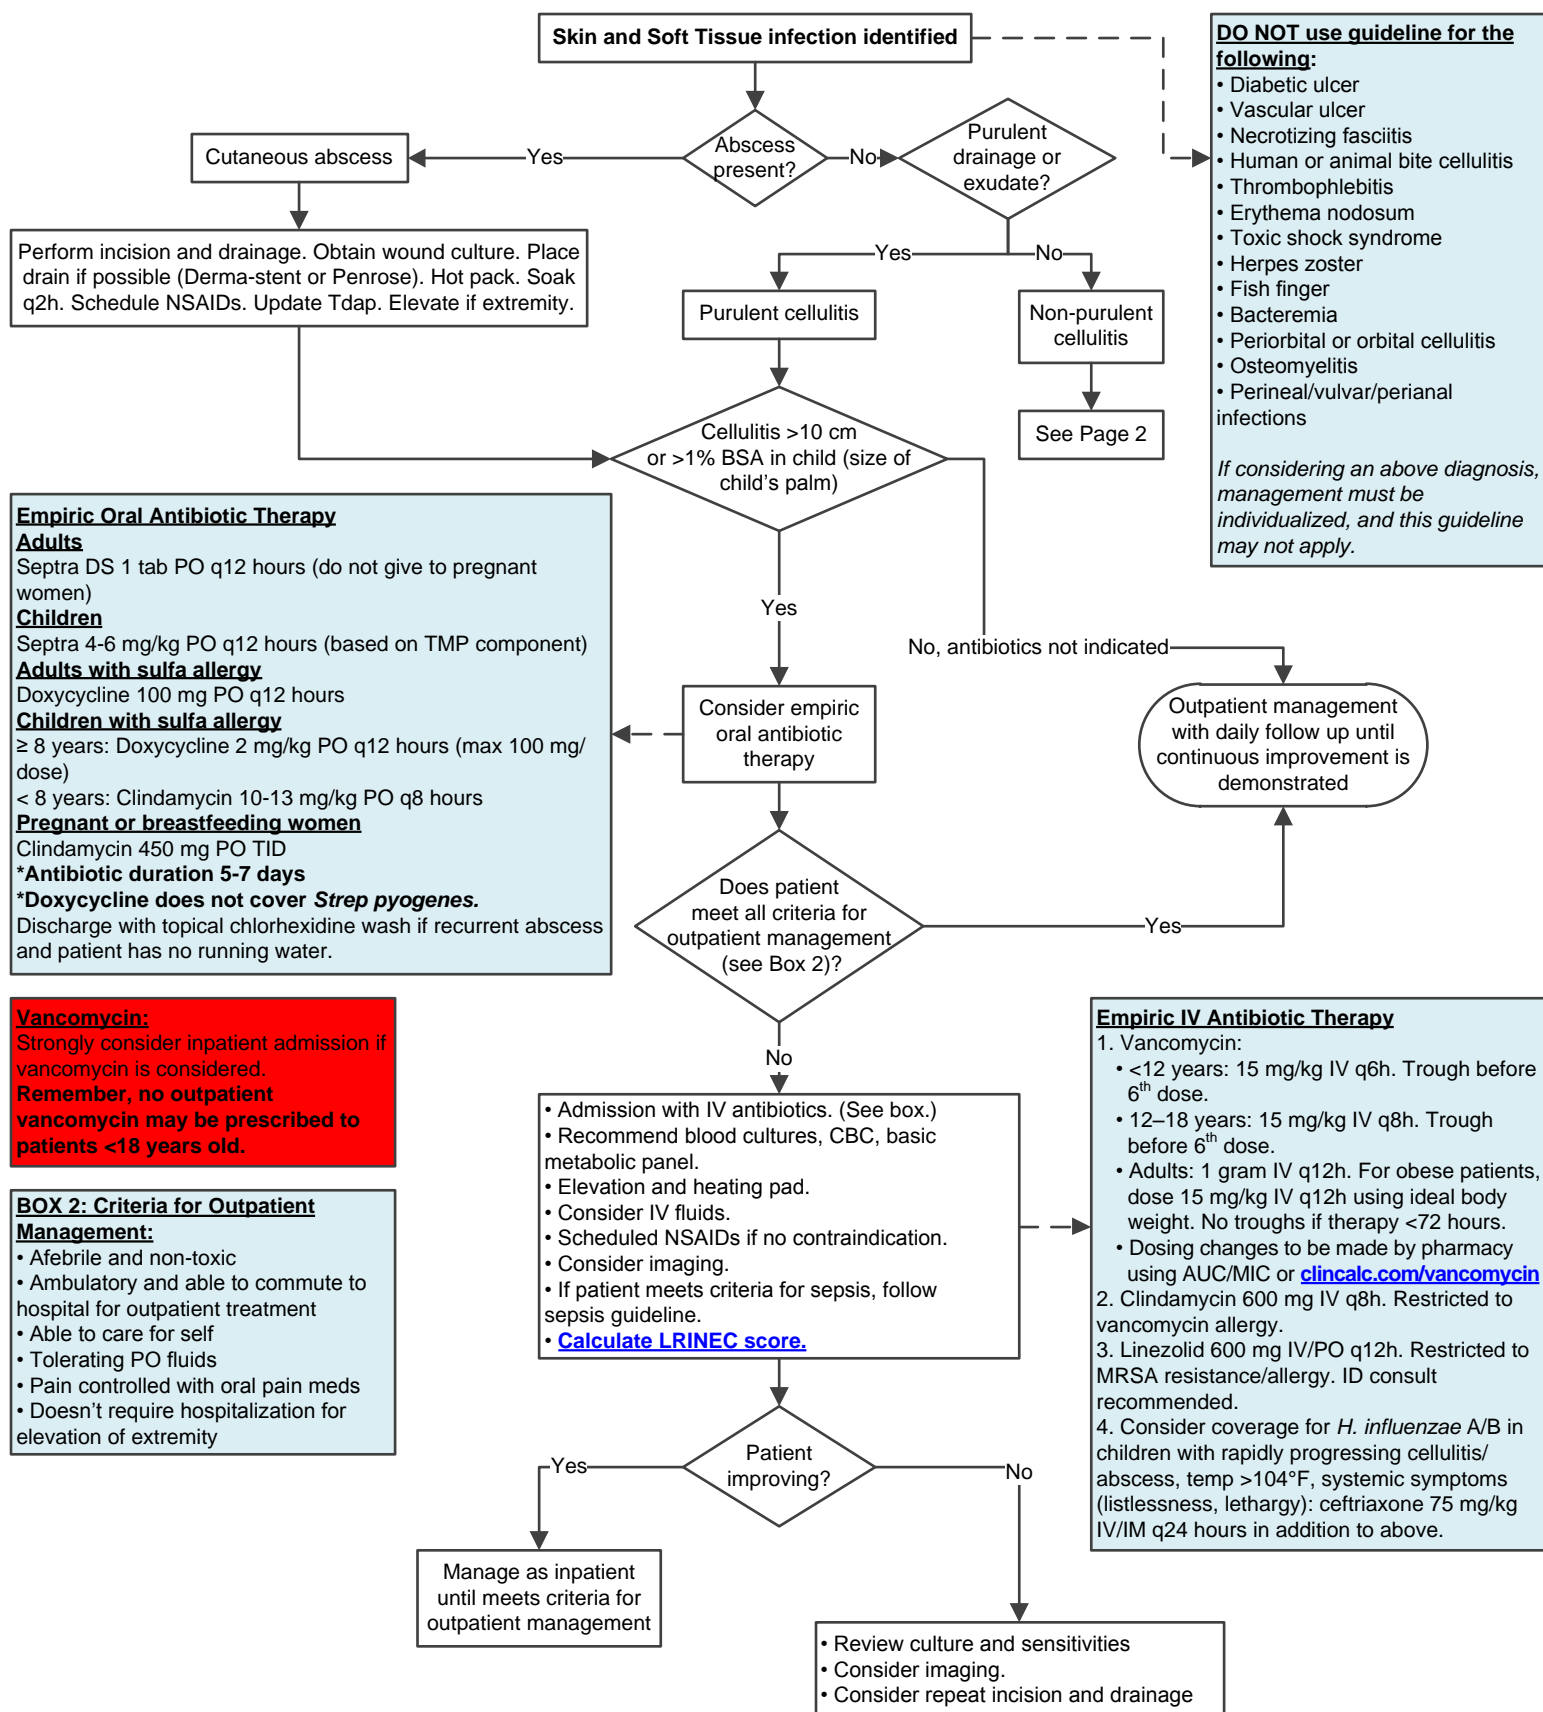 Skin and Soft Tissue infection identified
DO NOT use guideline for the
following:
• Diabetic ulcer
• Vascular ulcer
• Necrotizing fasciitis
• Human or animal bite cellulitis
• Thrombophlebitis
• Erythema nodosum
• Toxic shock syndrome
• Herpes zoster
• Fish finger
• Bacteremia
• Periorbital or orbital cellulitis
• Osteomyelitis
• Perineal/vulvar/perianal
infections
If considering an above diagnosis,
management must be
individualized, and this guideline
may not apply.
Abscess
present?
Yes
No
Cutaneous abscess
Purulent
drainage or
exudate?
Perform incision and drainage. Obtain wound culture. Place
drain if possible (Derma-stent or Penrose). Hot pack. Soak
q2h. Schedule NSAIDs. Update Tdap. Elevate if extremity.
Yes
No
Purulent cellulitis
Non-purulent
cellulitis
See Page 2
Cellulitis >10 cm
or >1% BSA in child (size of
child's palm)
Yes
No, antibiotics not indicated
Empiric Oral Antibiotic Therapy
Adults
Septra DS 1 tab PO q12 hours (do not give to pregnant
women)
Children
Septra 4-6 mg/kg PO q12 hours (based on TMP component)
Adults with sulfa allergy
Doxycycline 100 mg PO q12 hours
Children with sulfa allergy
≥ 8 years: Doxycycline 2 mg/kg PO q12 hours (max 100 mg/
dose)
< 8 years: Clindamycin 10-13 mg/kg PO q8 hours
Pregnant or breastfeeding women
Clindamycin 450 mg PO TID
*Antibiotic duration 5-7 days
*Doxycycline does not cover Strep pyogenes.
Discharge with topical chlorhexidine wash if recurrent abscess
and patient has no running water.
Consider empiric
oral antibiotic
therapy
Outpatient management
with daily follow up until
continuous improvement is
demonstrated
Does patient
meet all criteria for
outpatient management
(see Box 2)?
Yes
No
Vancomycin:
Strongly consider inpatient admission if
vancomycin is considered.
Remember, no outpatient
vancomycin may be prescribed to
patients <18 years old.
BOX 2: Criteria for Outpatient
Management:
• Afebrile and non-toxic
• Ambulatory and able to commute to
hospital for outpatient treatment
• Able to care for self
• Tolerating PO fluids
• Pain controlled with oral pain meds
• Doesn't require hospitalization for
elevation of extremity
• Admission with IV antibiotics. (See box.)
• Recommend blood cultures, CBC, basic
metabolic panel.
• Elevation and heating pad.
• Consider IV fluids.
• Scheduled NSAIDs if no contraindication.
• Consider imaging.
• If patient meets criteria for sepsis, follow
sepsis guideline.
• Calculate LRINEC score.
Empiric IV Antibiotic Therapy
1. Vancomycin:
• <12 years: 15 mg/kg IV q6h. Trough before
6th dose.
• 12–18 years: 15 mg/kg IV q8h. Trough
before 6th dose.
• Adults: 1 gram IV q12h. For obese patients,
dose 15 mg/kg IV q12h using ideal body
weight. No troughs if therapy <72 hours.
• Dosing changes to be made by pharmacy
using AUC/MIC or clincalc.com/vancomycin
2. Clindamycin 600 mg IV q8h. Restricted to
vancomycin allergy.
3. Linezolid 600 mg IV/PO q12h. Restricted to
MRSA resistance/allergy. ID consult
recommended.
4. Consider coverage for H. influenzae A/B in
children with rapidly progressing cellulitis/
abscess, temp >104°F, systemic symptoms
(listlessness, lethargy): ceftriaxone 75 mg/kg
IV/IM q24 hours in addition to above.
Patient
improving?
Yes
No
Manage as inpatient
until meets criteria for
outpatient management
• Review culture and sensitivities
• Consider imaging.
• Consider repeat incision and drainage